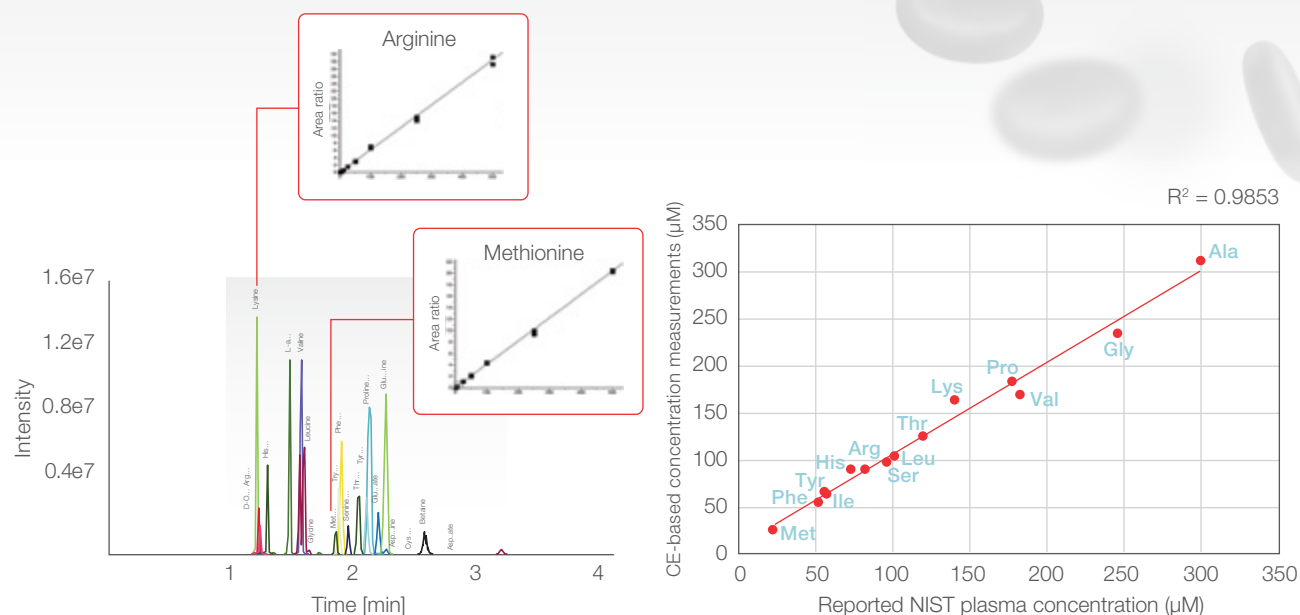 Arginine
Area ratio
Methionine
Area ratio
1.6e7
1.2e7
0.8e7
0.4e7
Intensity
D-O...
Arg...
Lysine
His...
L-a...
Valine
Leucine
Glycine
Met...
Try...
Phe...
Serine...
Thr...
Tyr...
Proline...
Glu...ate
Glu...ine
Asp...ine
Cys...
Betaine
Asp..ate
1 2 3 4
Time [min]
R² = 0.9853
CE-based concentration measurements (µM)
350
300
250
200
150
100
50
0
Ala
Gly
Pro
Val
Lys
Thr
Arg
Leu
His
Ser
Tyr
Phe
Ile
Met
0 50 100 150 200 250 300 350
Reported NIST plasma concentration (µM)